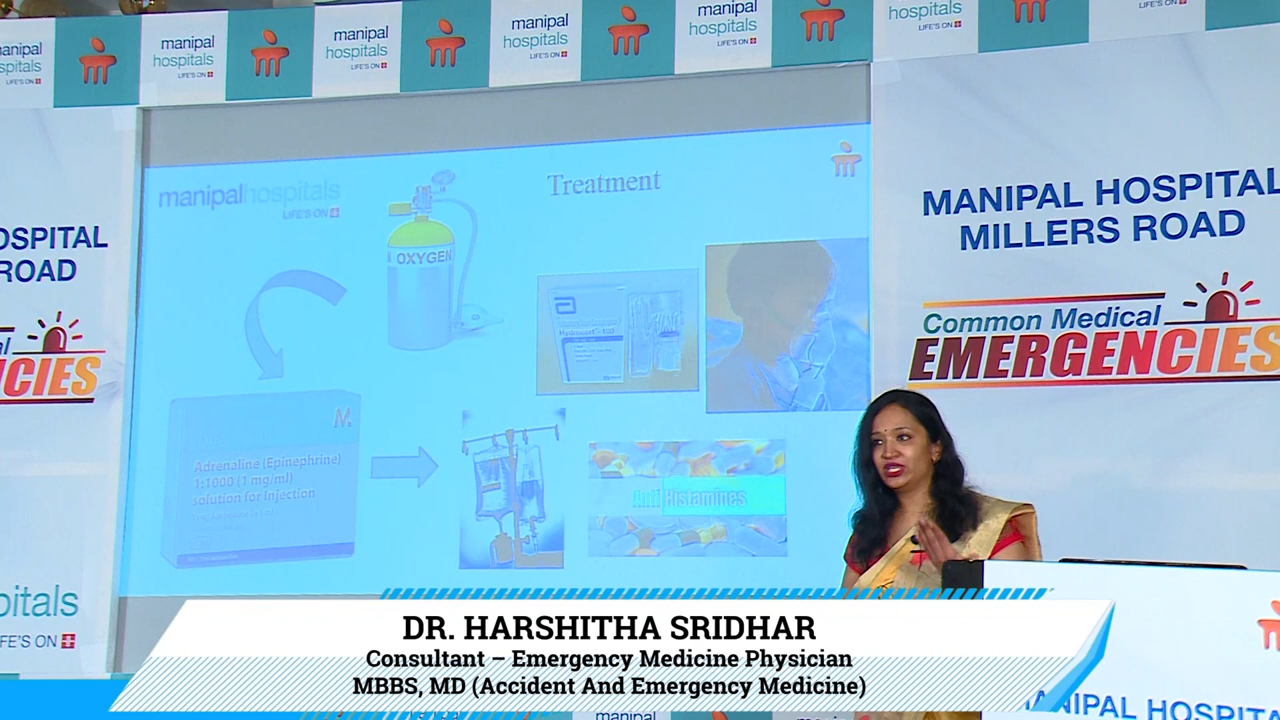 manipal
hospitals
LIFE'S ON
manipal
hospitals
LIFE'S ON
manipal
hospitals
LIFE'S ON
manipal
hospitals
LIFE'S ON
manipal
hospitals
LIFE'S ON
hospitals
LIFE'S ON
LIFE'S ON
manipalhospitals
LIFE'S ON
Treatment
OXYGEN
Adrenaline (Epinephrine)
1:1000 (1 mg/ml)
solution for Injection
Anti Histamines
OSPITAL
ROAD
CIES
pitals
FE'S ON
MANIPAL HOSPITAL
MILLERS ROAD
Common Medical
EMERGENCIES
DR. HARSHITHA SRIDHAR
Consultant – Emergency Medicine Physician
MBBS, MD (Accident And Emergency Medicine)
MANIPAL HOSPITA
manipal